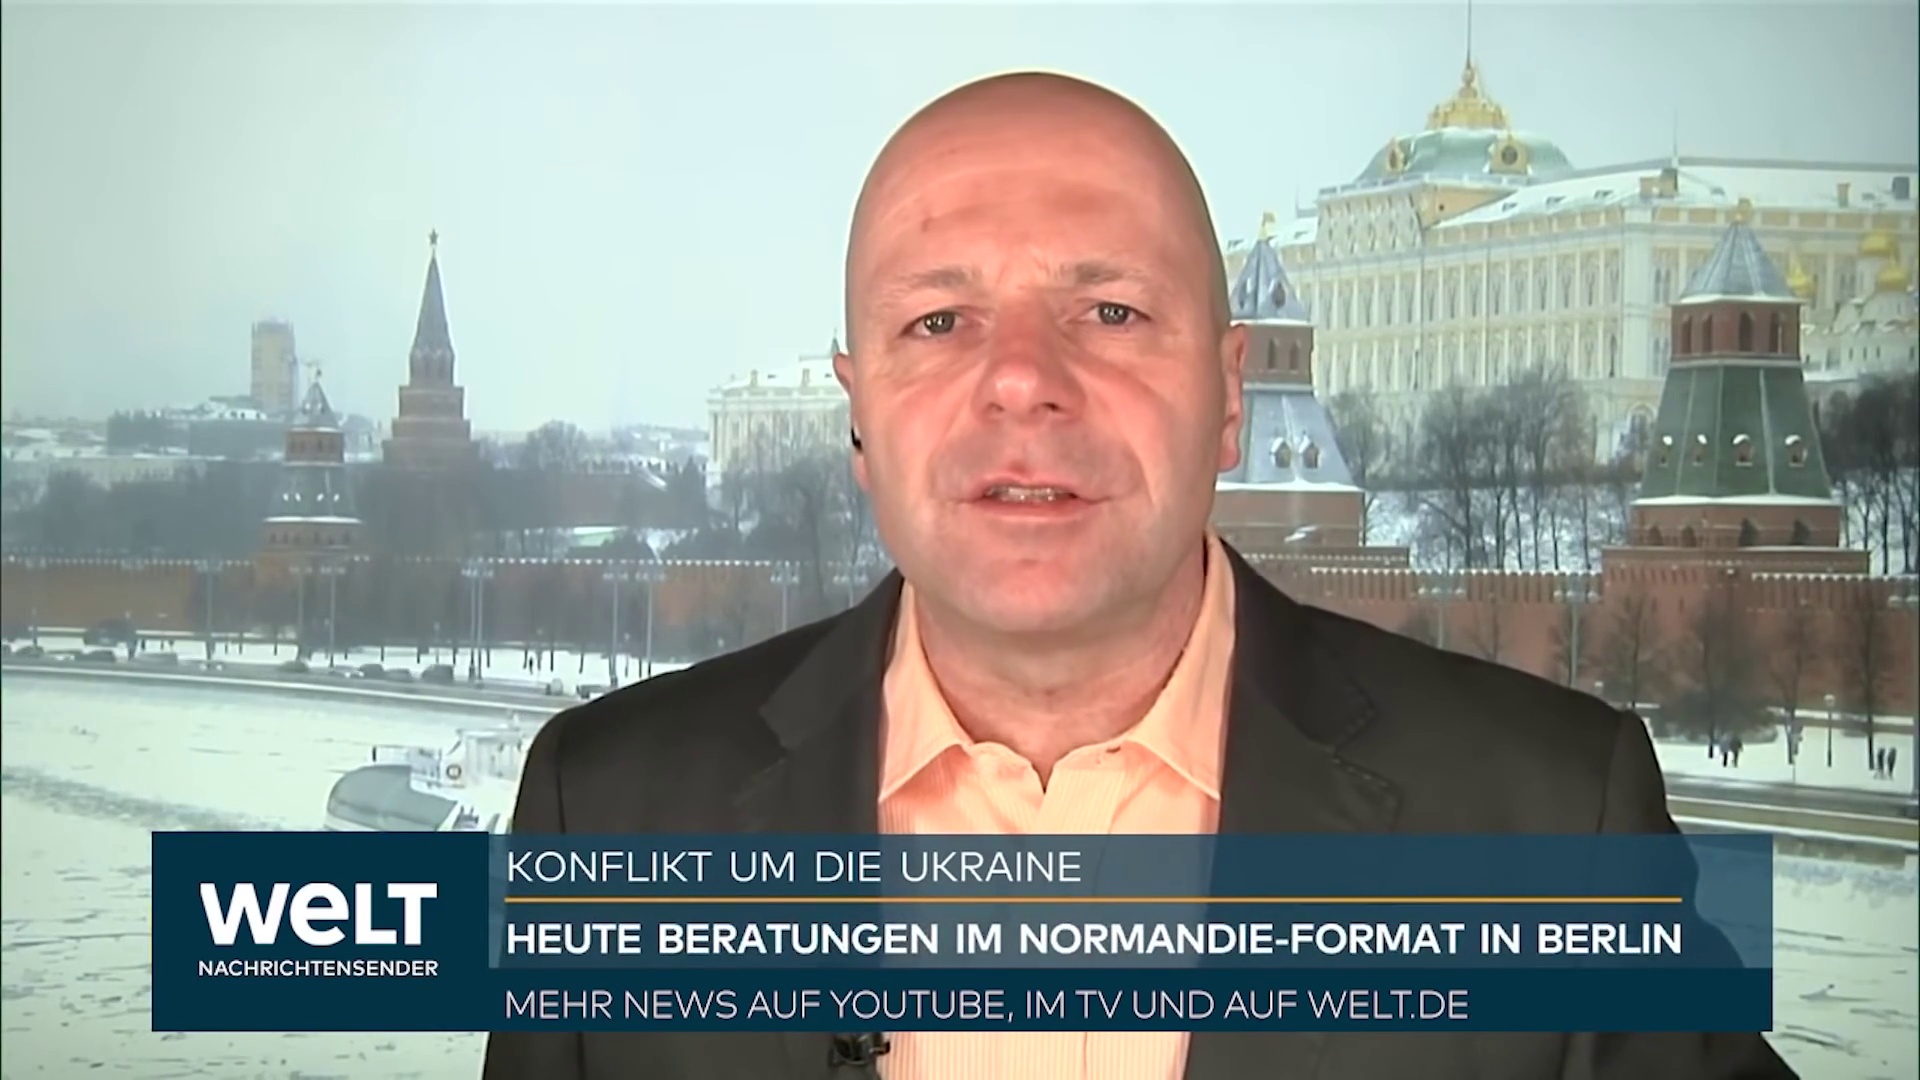 KONFLIKT UM DIE UKRAINE
WELT
HEUTE BERATUNGEN IM NORMANDIE-FORMAT IN BERLIN
NACHRICHTENSENDER
MEHR NEWS AUF YOUTUBE, IM TV UND AUF WELT.DE